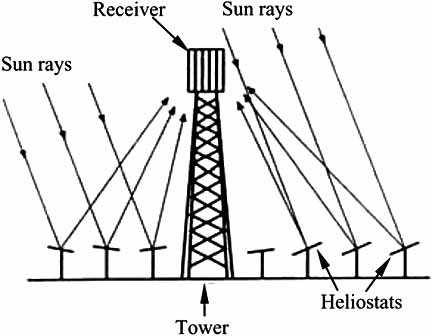 Receiver
Sun rays
Sun rays
Heliostats
Tower